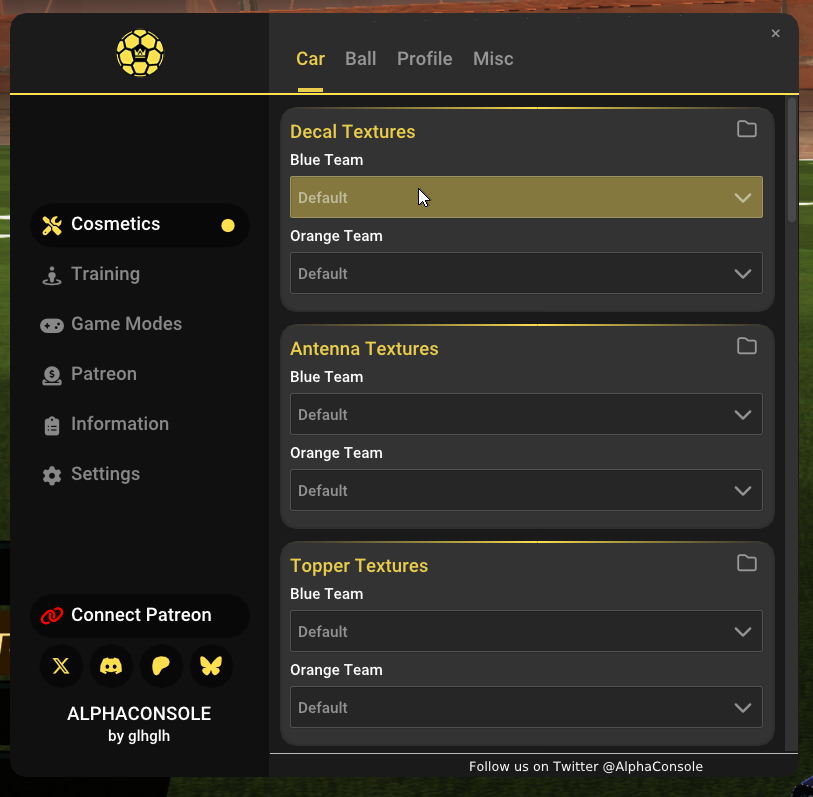 Car Ball Profile Misc
Cosmetics
Training
Game Modes
Patreon
Information
Settings
Connect Patreon
ALPHACONSOLE
by glhglh
Decal Textures
Blue Team
Default
Orange Team
Default
Antenna Textures
Blue Team
Default
Orange Team
Default
Topper Textures
Blue Team
Default
Orange Team
Default
Follow us on Twitter @AlphaConsole